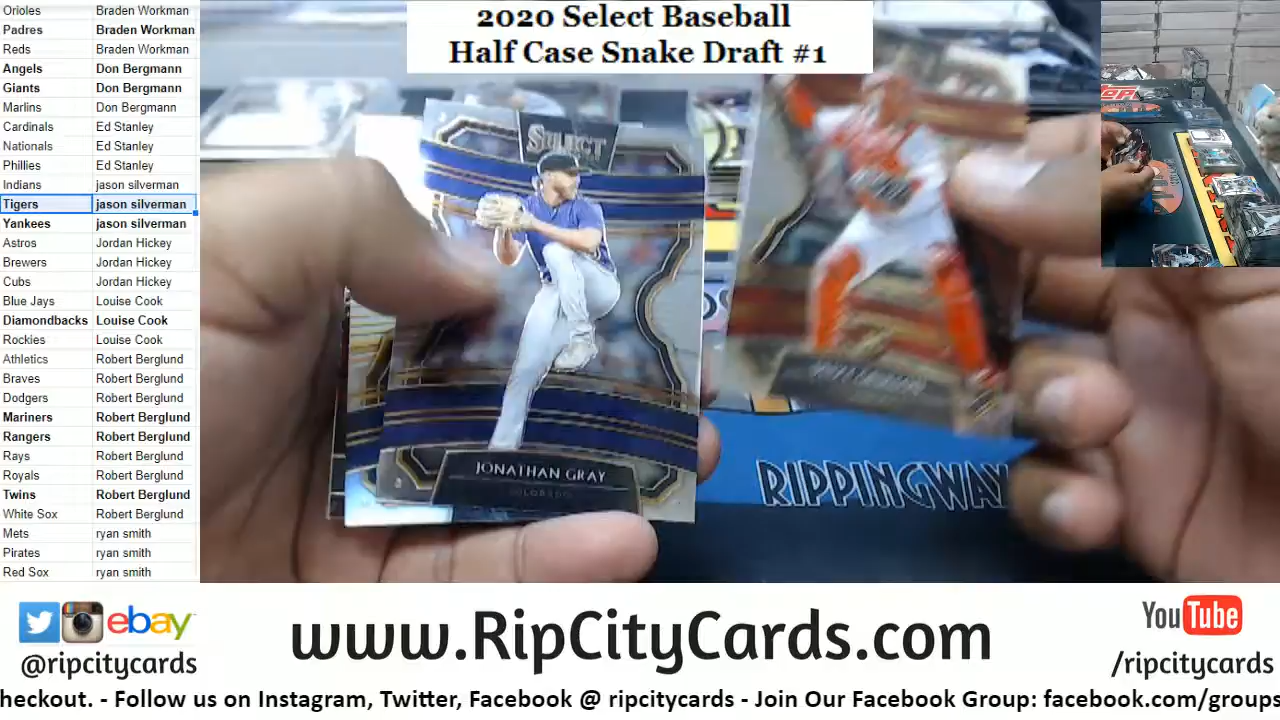 2020 Select Baseball
Half Case Snake Draft #1
Orioles Braden Workman
Padres Braden Workman
Reds Braden Workman
Angels Don Bergmann
Giants Don Bergmann
Marlins Don Bergmann
Cardinals Ed Stanley
Nationals Ed Stanley
Phillies Ed Stanley
Indians jason silverman
Tigers jason silverman
Yankees jason silverman
Astros Jordan Hickey
Brewers Jordan Hickey
Cubs Jordan Hickey
Blue Jays Louise Cook
Diamondbacks Louise Cook
Rockies Louise Cook
Athletics Robert Berglund
Braves Robert Berglund
Dodgers Robert Berglund
Mariners Robert Berglund
Rangers Robert Berglund
Rays Robert Berglund
Royals Robert Berglund
Twins Robert Berglund
White Sox Robert Berglund
Mets ryan smith
Pirates ryan smith
Red Sox ryan smith
SELECT
JONATHAN GRAY
COLORADO
RIPPINGWAX
ebay
@ripcitycards
www.RipCityCards.com
YouTube
/ripcitycards
heckout. - Follow us on Instagram, Twitter, Facebook @ ripcitycards - Join Our Facebook Group: facebook.com/groups